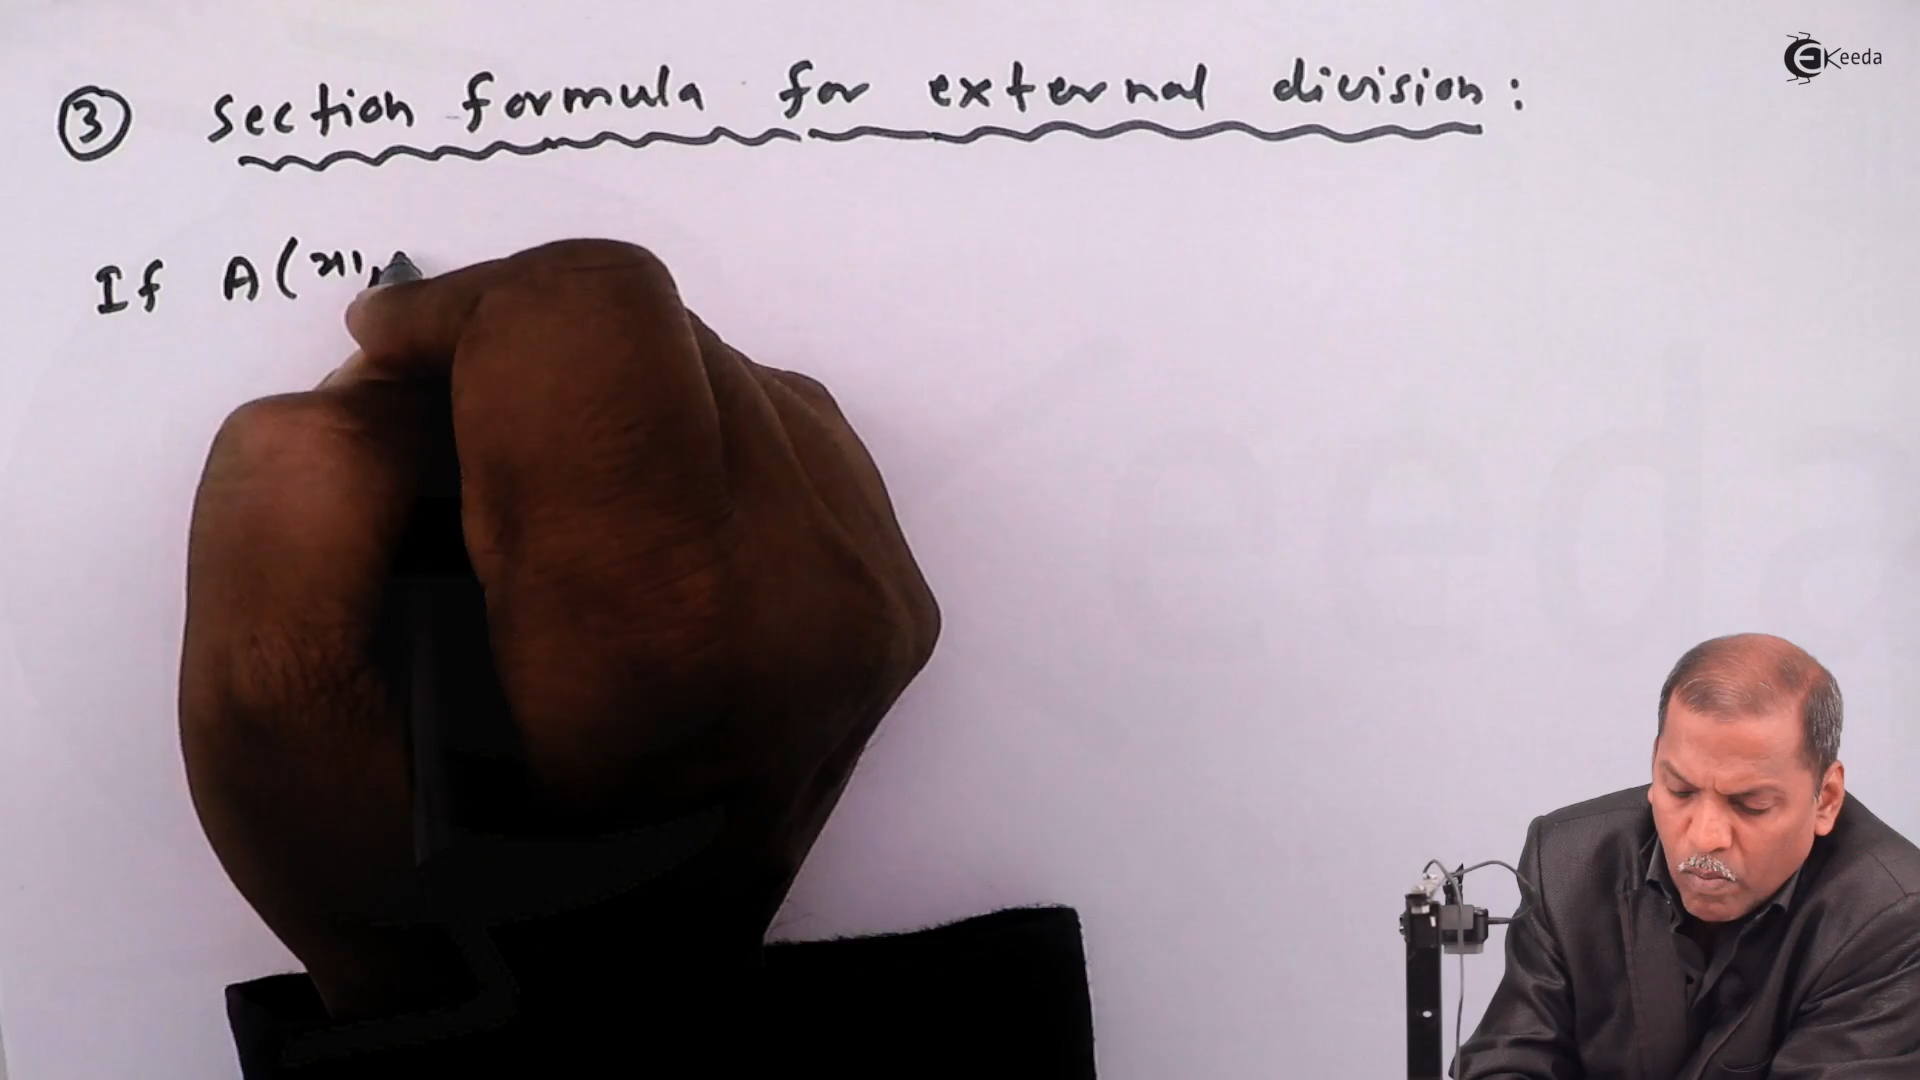 ③ Section formula for external division:
If A(x1,
EKeeda